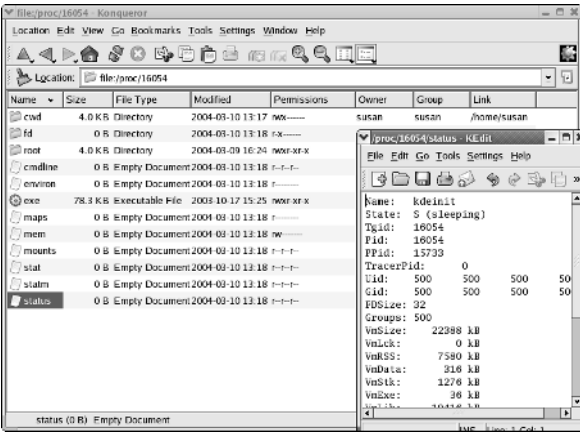 file:/proc/16054 - Konqueror
Location Edit View Go Bookmarks Tools Settings Window Help
Location: file:/proc/16054
Name Size File Type Modified Permissions Owner Group Link
cwd 4.0 KB Directory 2004-03-10 13:17 rwx------ susan susan /home/susan
fd 0 B Directory 2004-03-10 13:18 r-x------
root 4.0 KB Directory 2004-03-09 16:24 rwxr-xr-x
cmdline 0 B Empty Document 2004-03-10 13:18 r--r--r--
environ 0 B Empty Document 2004-03-10 13:18 r--------
exe 78.3 KB Executable File 2003-10-17 15:25 rwxr-xr-x
maps 0 B Empty Document 2004-03-10 13:18
mem 0 B Empty Document 2004-03-10 13:18 rw-------
mounts 0 B Empty Document 2004-03-10 13:18 r--r--r--
stat 0 B Empty Document 2004-03-10 13:18 r--r--r--
statm 0 B Empty Document 2004-03-10 13:18 r--r--r--
status 0 B Empty Document 2004-03-10 13:18 r--r--r--
status (0 B) Empty Document
/proc/16054/status - KEdit
File Edit Go Tools Settings Help
Name: kdeinit
State: S (sleeping)
Tgid: 16054
Pid: 16054
PPid: 15733
TracerPid: 0
Uid: 500 500 500 50
Gid: 500 500 500 50
FDSize: 32
Groups: 500
VmSize: 22388 kB
VmLck: 0 kB
VmRSS: 7580 kB
VmData: 316 kB
VmStk: 1276 kB
VmExe: 36 kB
INS Line: 1 Col: 1